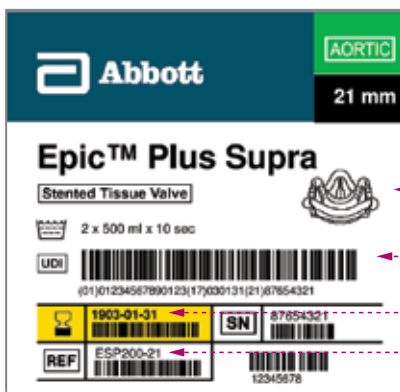 Abbott
AORTIC
21 mm
Epic™ Plus Supra
Stented Tissue Valve
2 x 500 ml x 10 sec
UDI
(01)01234567890123(17)030131(21)87654321
1903-01-31
SN
87654321
REF
ESP200-21
12345678